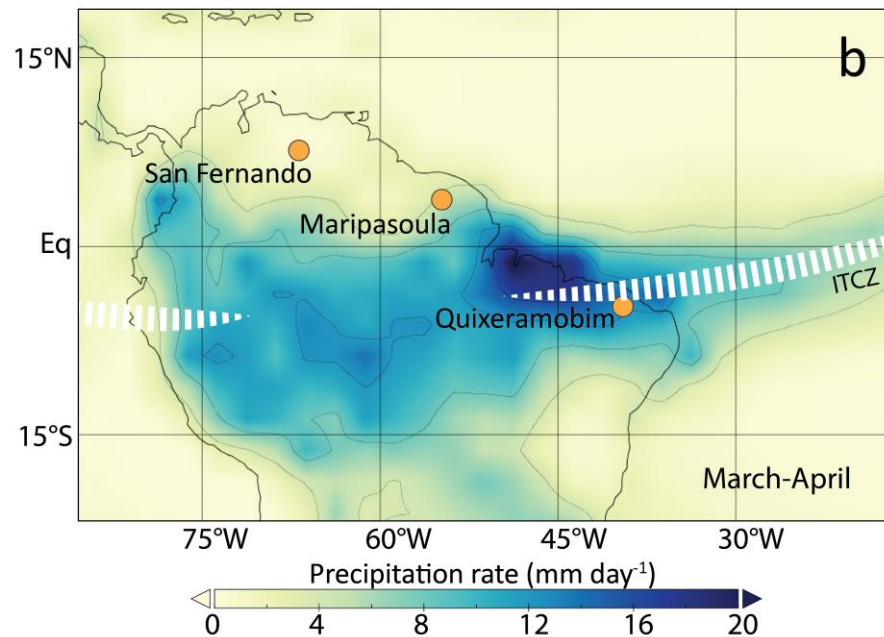 15°N
b
San Fernando
Maripasoula
Eq
ITCZ
Quixeramobim
15°S
March-April
75°W 60°W 45°W 30°W
Precipitation rate (mm day⁻¹)
0 4 8 12 16 20